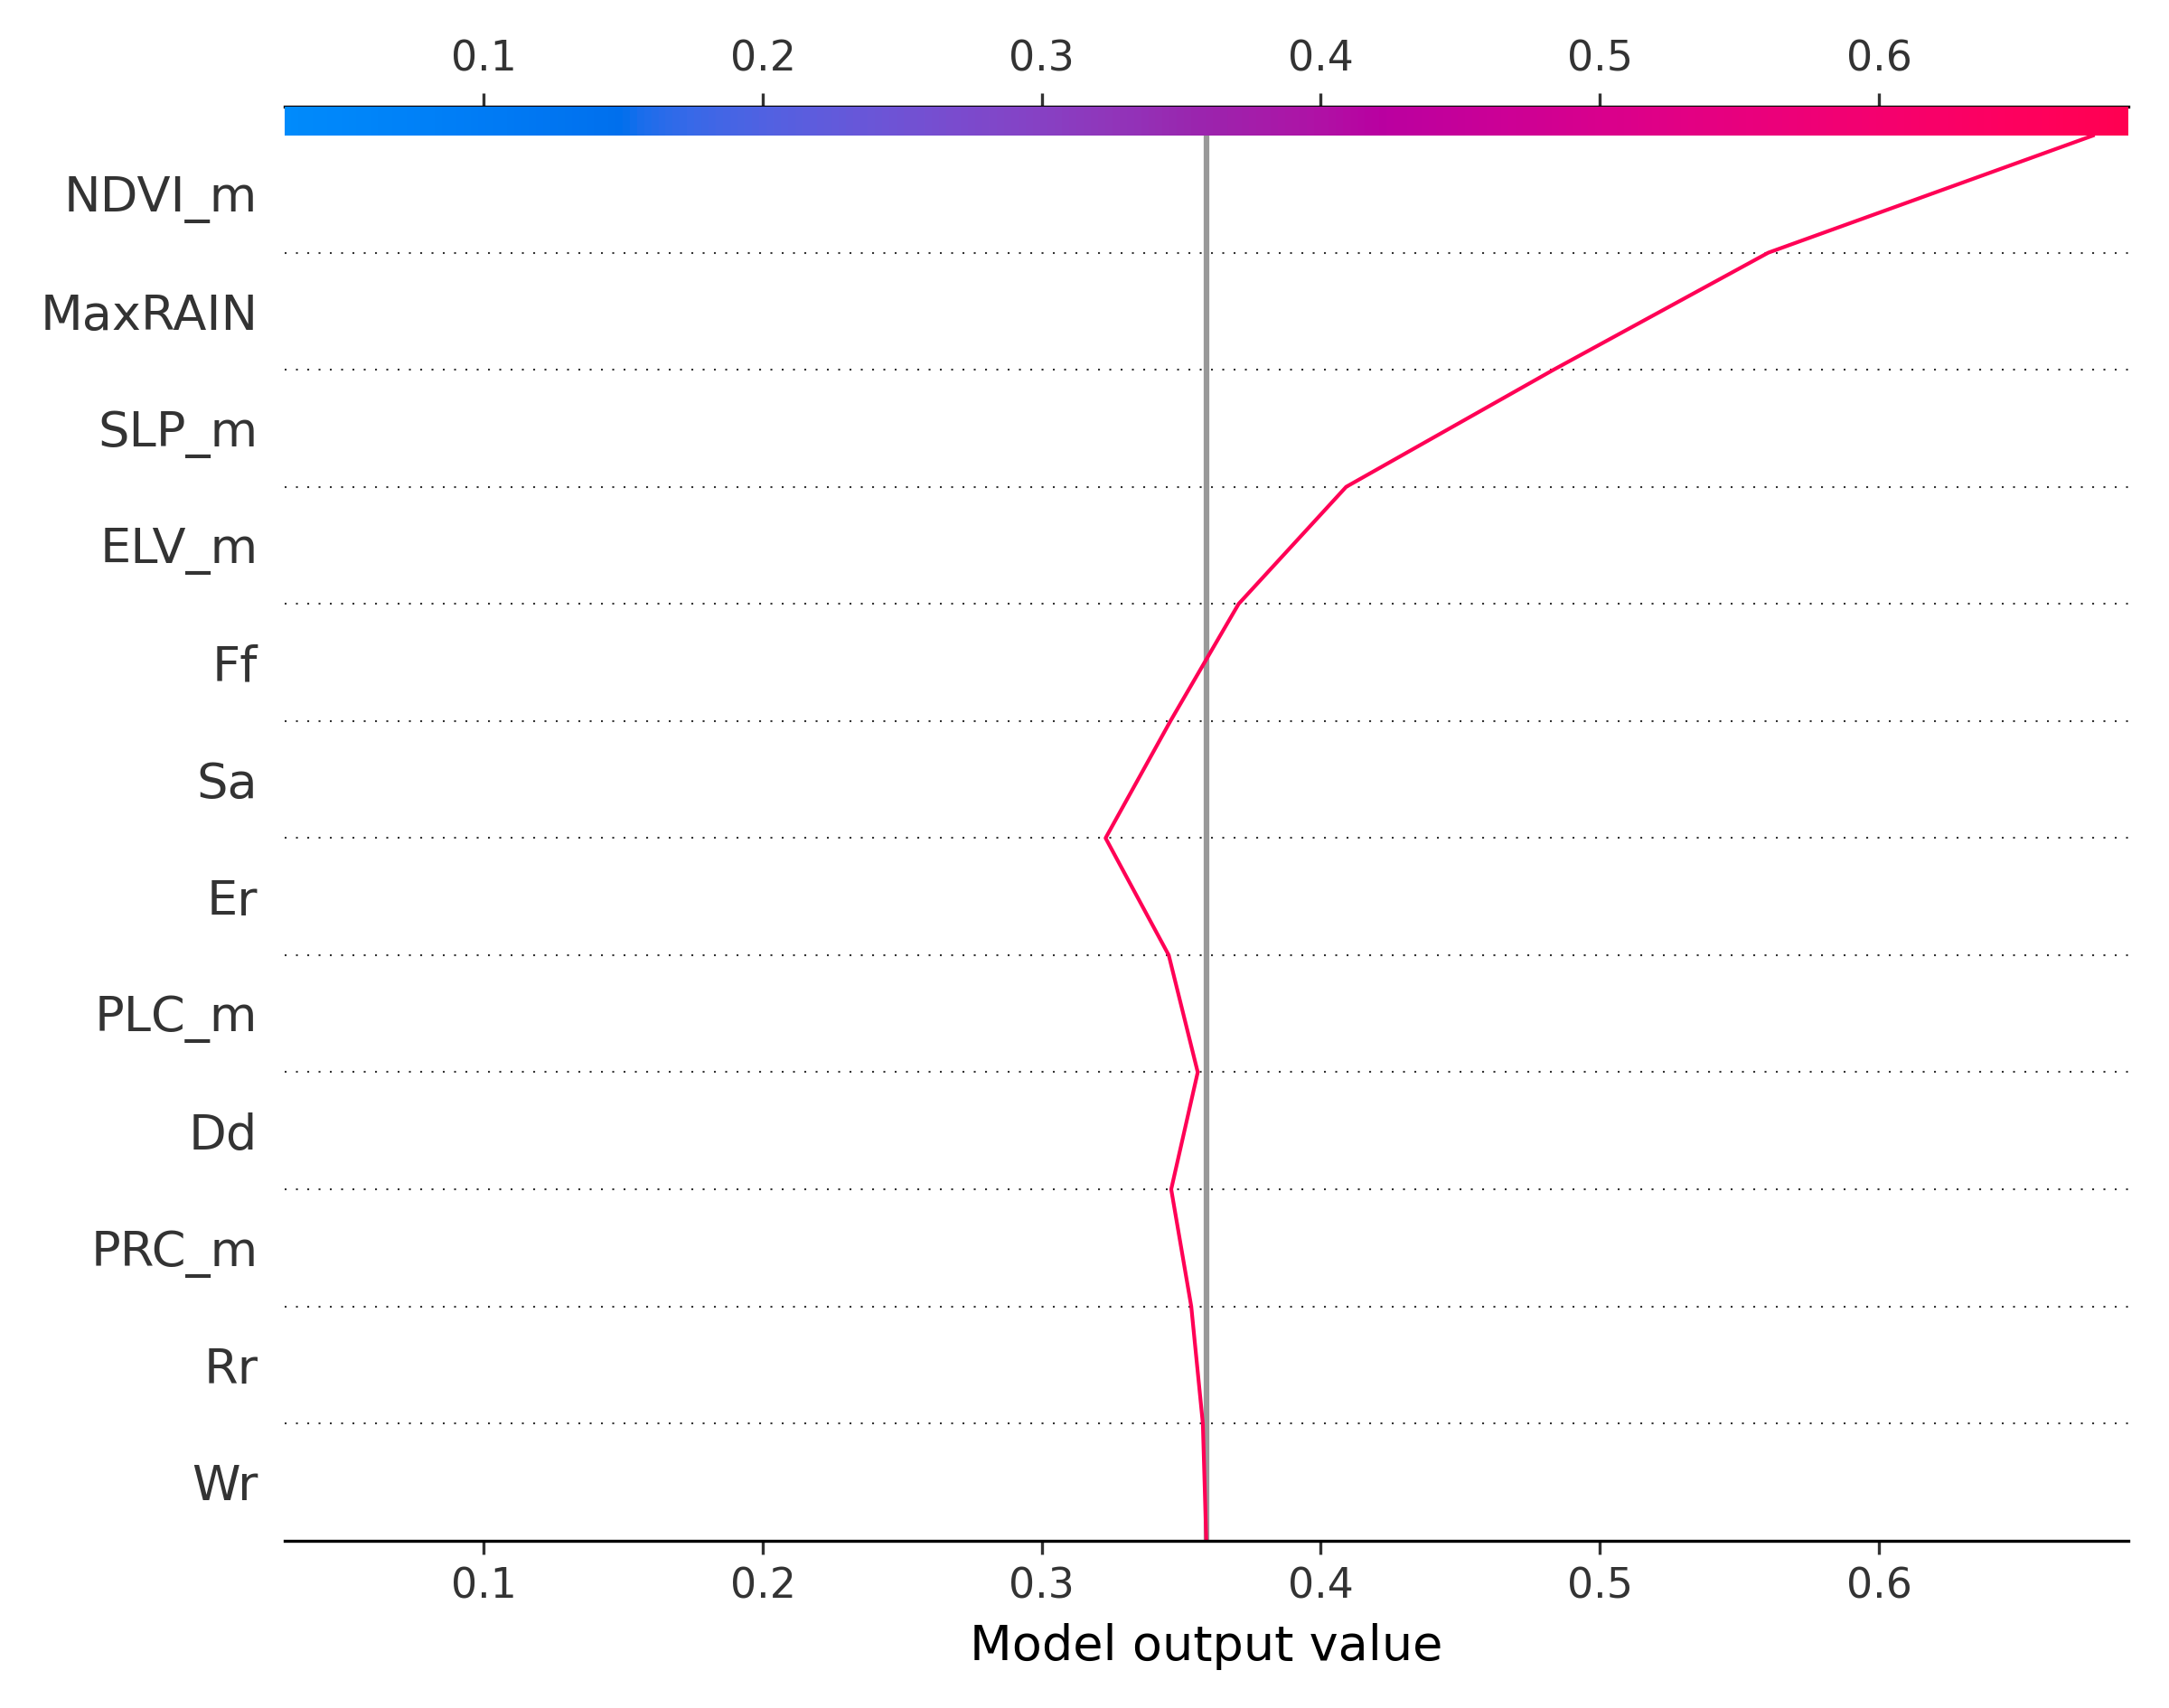 0.1 0.2 0.3 0.4 0.5 0.6
NDVI_m
MaxRAIN
SLP_m
ELV_m
Ff
Sa
Er
PLC_m
Dd
PRC_m
Rr
Wr
0.1 0.2 0.3 0.4 0.5 0.6
Model output value